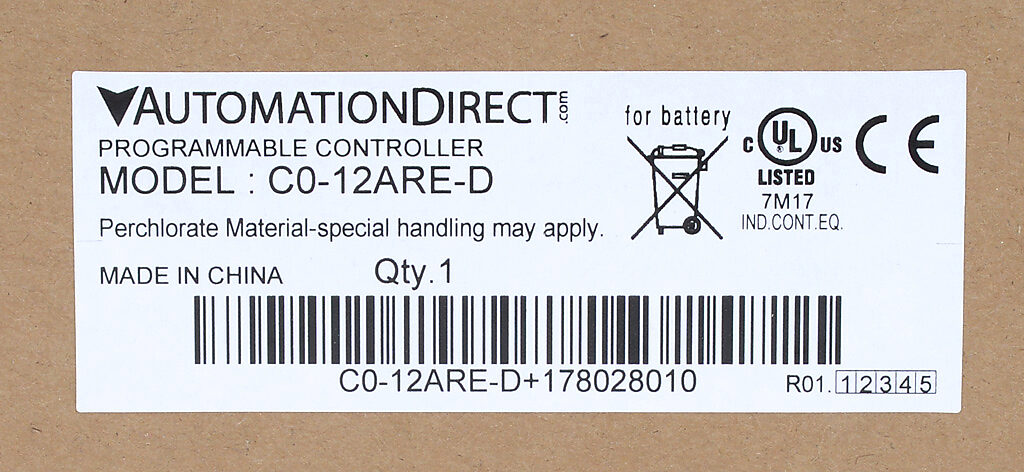 AUTOMATIONDIRECT.com
PROGRAMMABLE CONTROLLER
MODEL : C0-12ARE-D
Perchlorate Material-special handling may apply.
MADE IN CHINA
Qty.1
for battery
C UL ® US
LISTED
7M17
IND.CONT.EQ.
CE
C0-12ARE-D+178028010
R01. 1 2 3 4 5